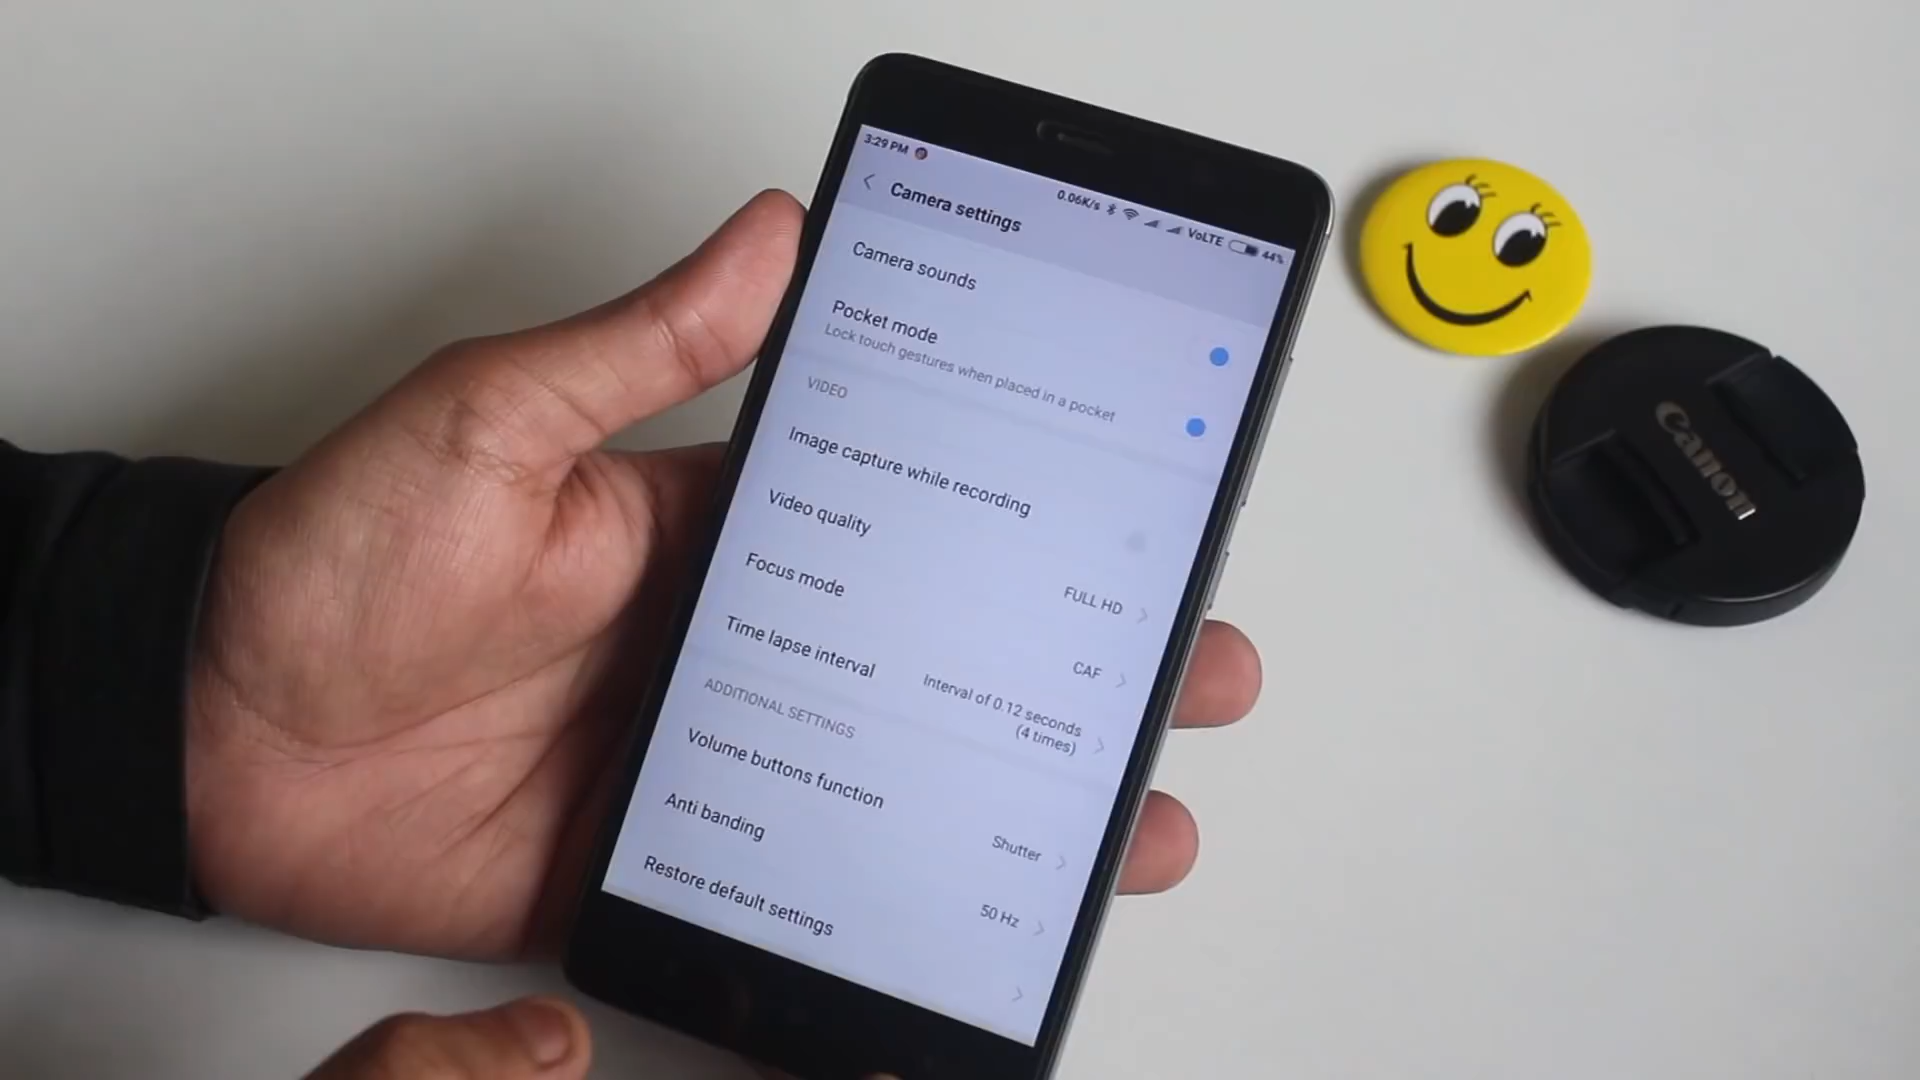 3:29 PM
0.06K/s VoLTE 44%
Camera settings
Camera sounds
Pocket mode
Lock touch gestures when placed in a pocket
VIDEO
Image capture while recording
Video quality
FULL HD
Focus mode
CAF
Time lapse interval
Interval of 0.12 seconds
(4 times)
ADDITIONAL SETTINGS
Volume buttons function
Shutter
Anti banding
50 Hz
Restore default settings
Canon